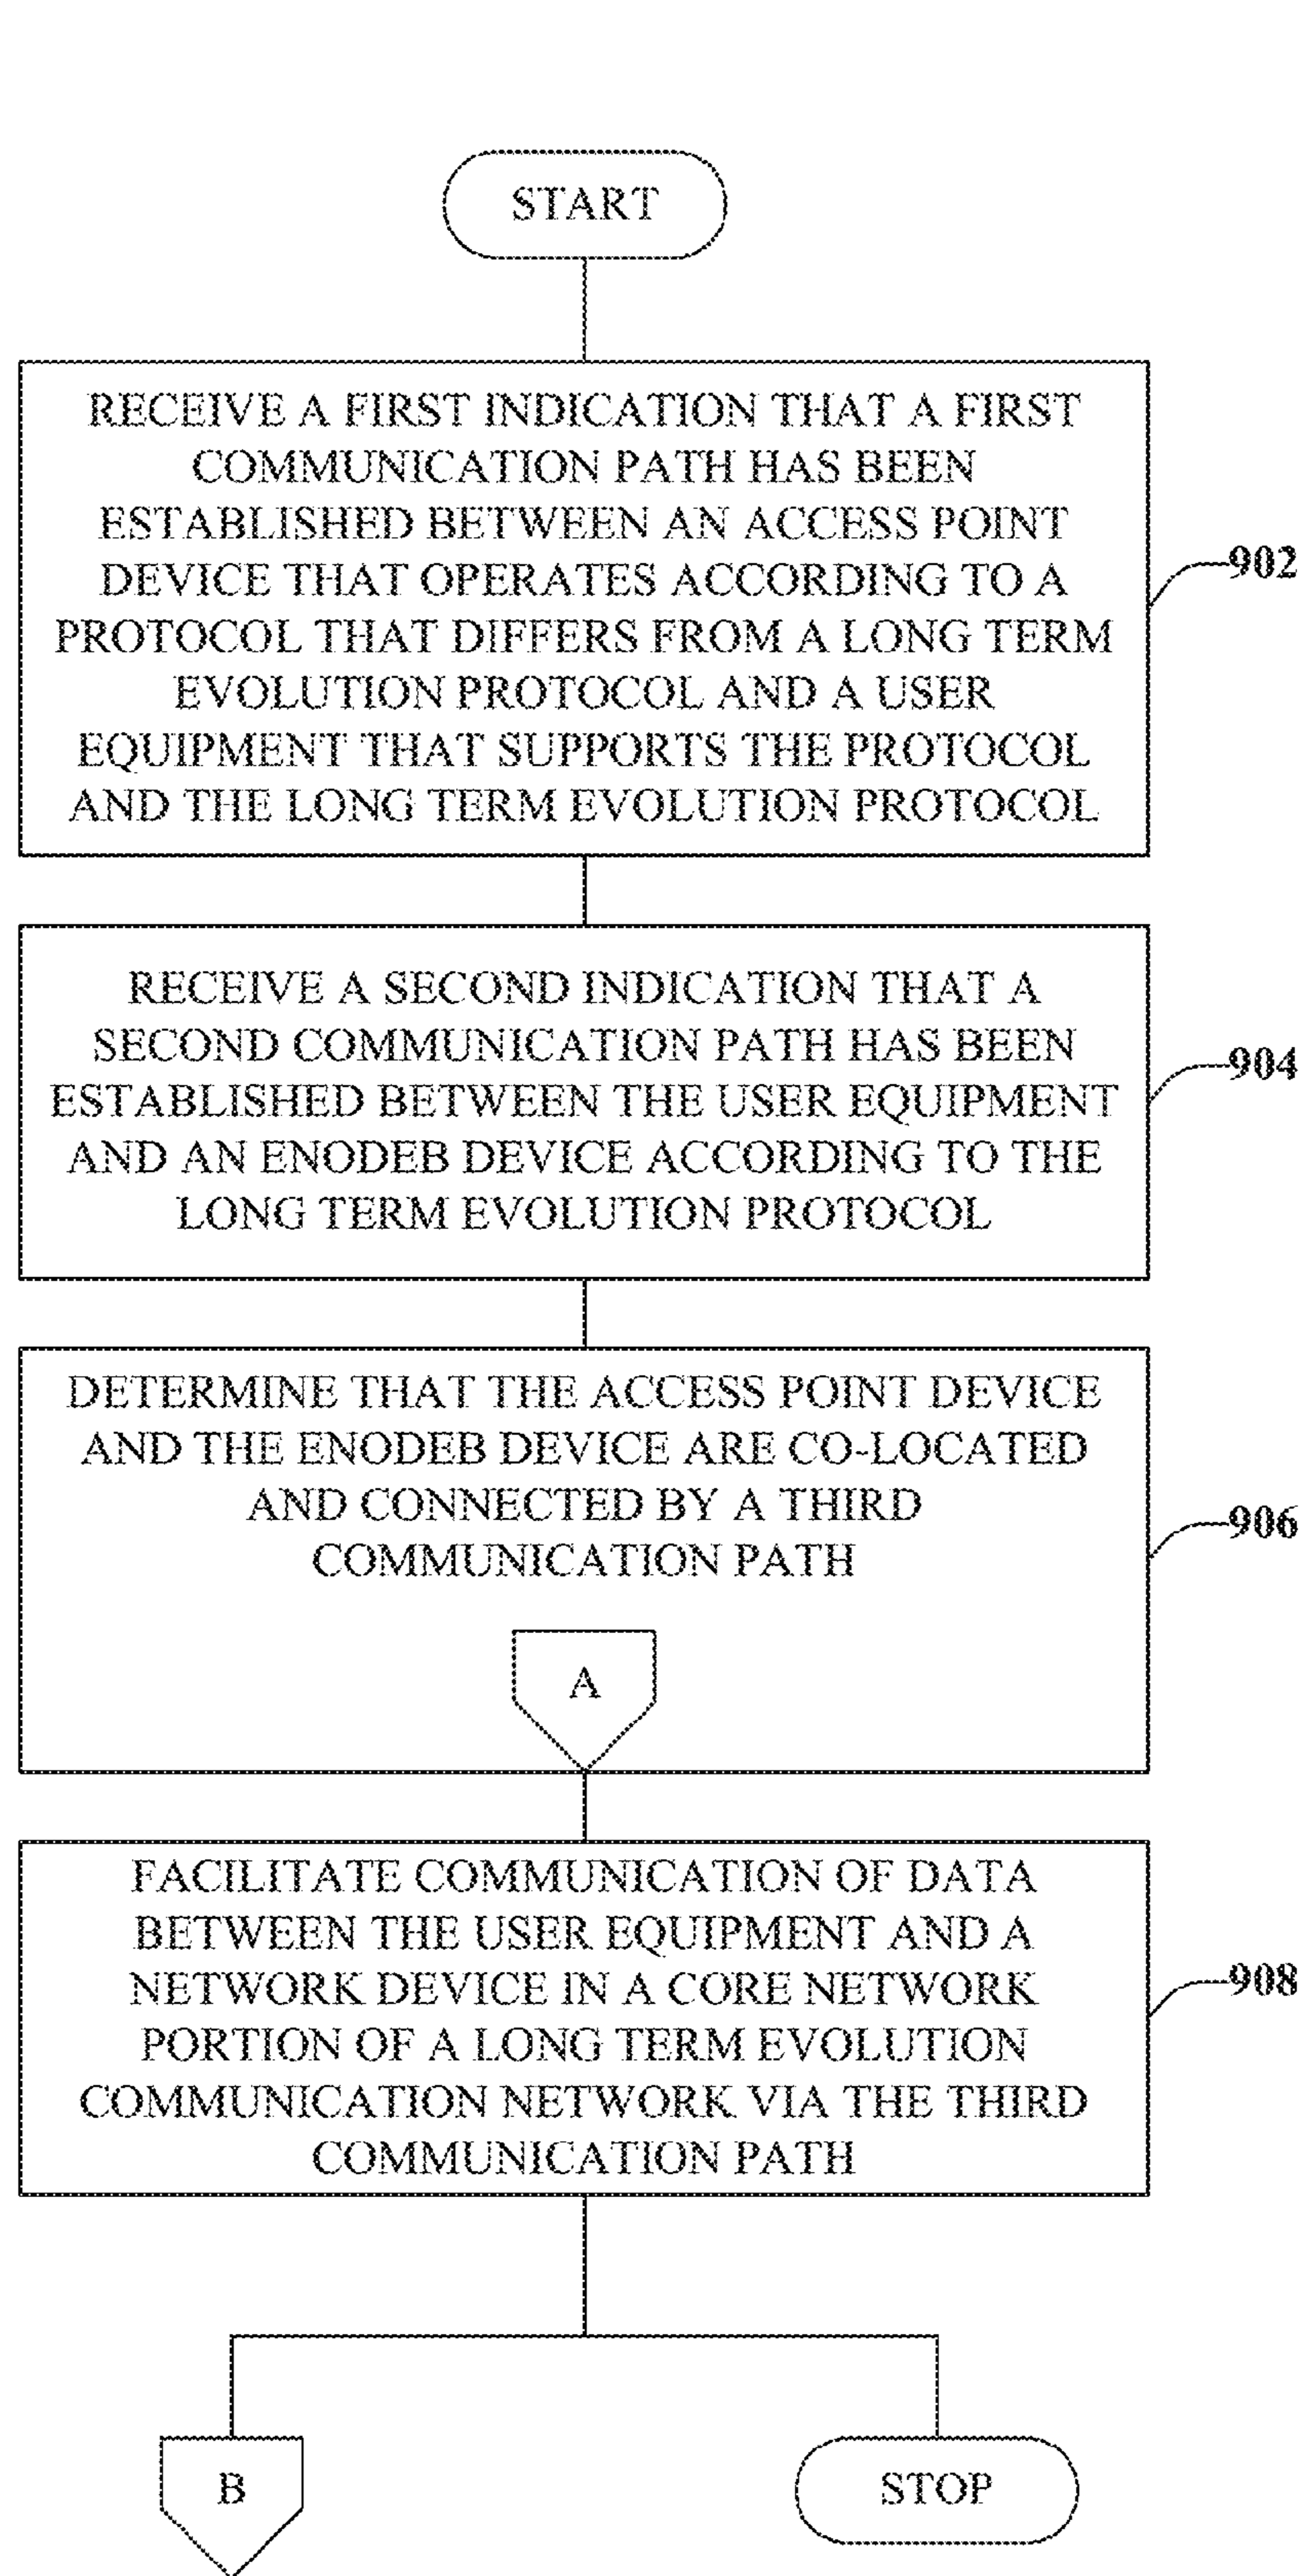 START
RECEIVE A FIRST INDICATION THAT A FIRST
COMMUNICATION PATH HAS BEEN
ESTABLISHED BETWEEN AN ACCESS POINT
DEVICE THAT OPERATES ACCORDING TO A
PROTOCOL THAT DIFFERS FROM A LONG TERM
EVOLUTION PROTOCOL AND A USER
EQUIPMENT THAT SUPPORTS THE PROTOCOL
AND THE LONG TERM EVOLUTION PROTOCOL
902
RECEIVE A SECOND INDICATION THAT A
SECOND COMMUNICATION PATH HAS BEEN
ESTABLISHED BETWEEN THE USER EQUIPMENT
AND AN ENODEB DEVICE ACCORDING TO THE
LONG TERM EVOLUTION PROTOCOL
904
DETERMINE THAT THE ACCESS POINT DEVICE
AND THE ENODEB DEVICE ARE CO-LOCATED
AND CONNECTED BY A THIRD
COMMUNICATION PATH
906
A
FACILITATE COMMUNICATION OF DATA
BETWEEN THE USER EQUIPMENT AND A
NETWORK DEVICE IN A CORE NETWORK
PORTION OF A LONG TERM EVOLUTION
COMMUNICATION NETWORK VIA THE THIRD
COMMUNICATION PATH
908
B
STOP